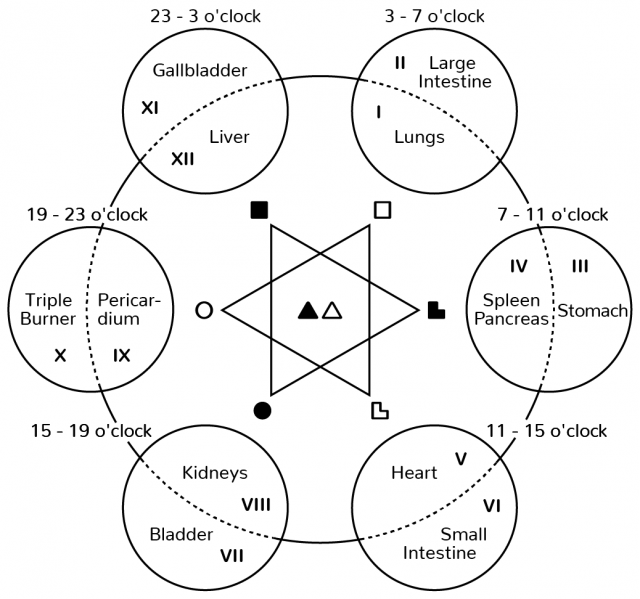 23 - 3 o'clock
Gallbladder
XI
Liver
XII
3 - 7 o'clock
II
Large
Intestine
I
Lungs
19 - 23 o'clock
Triple
Burner
Pericar-
dium
X
IX
7 - 11 o'clock
IV
III
Spleen
Pancreas
Stomach
15 - 19 o'clock
Kidneys
VIII
Bladder
VII
11 - 15 o'clock
V
Heart
VI
Small
Intestine